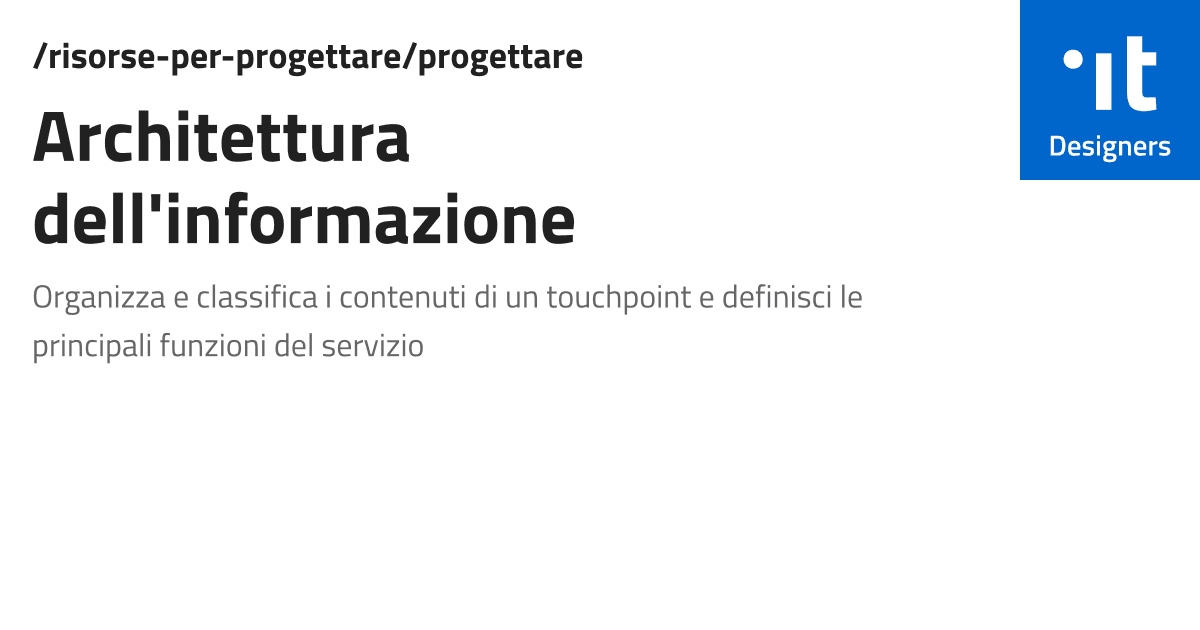 /risorse-per-progettare/progettare
Architettura
dell'informazione
Organizza e classifica i contenuti di un touchpoint e definisci le
principali funzioni del servizio
it
Designers